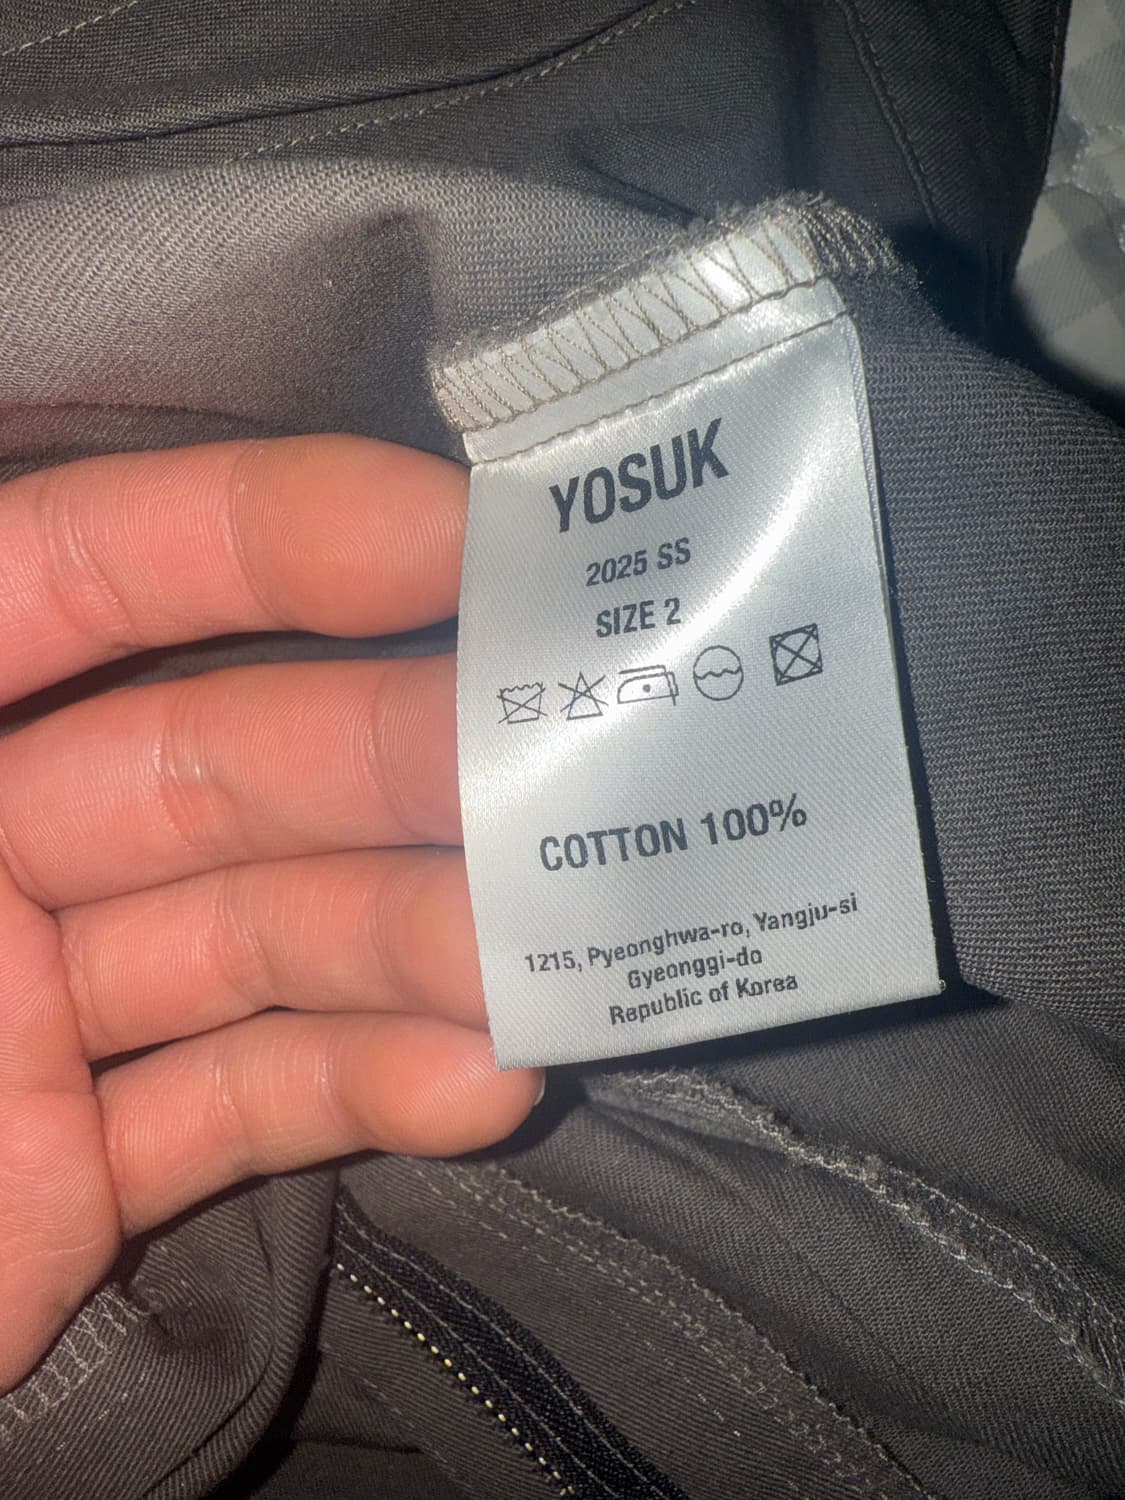 YOSUK
2025 SS
SIZE 2
COTTON 100%
1215, Pyeonghwa-ro, Yangju-si
Gyeonggi-do
Republic of Korea